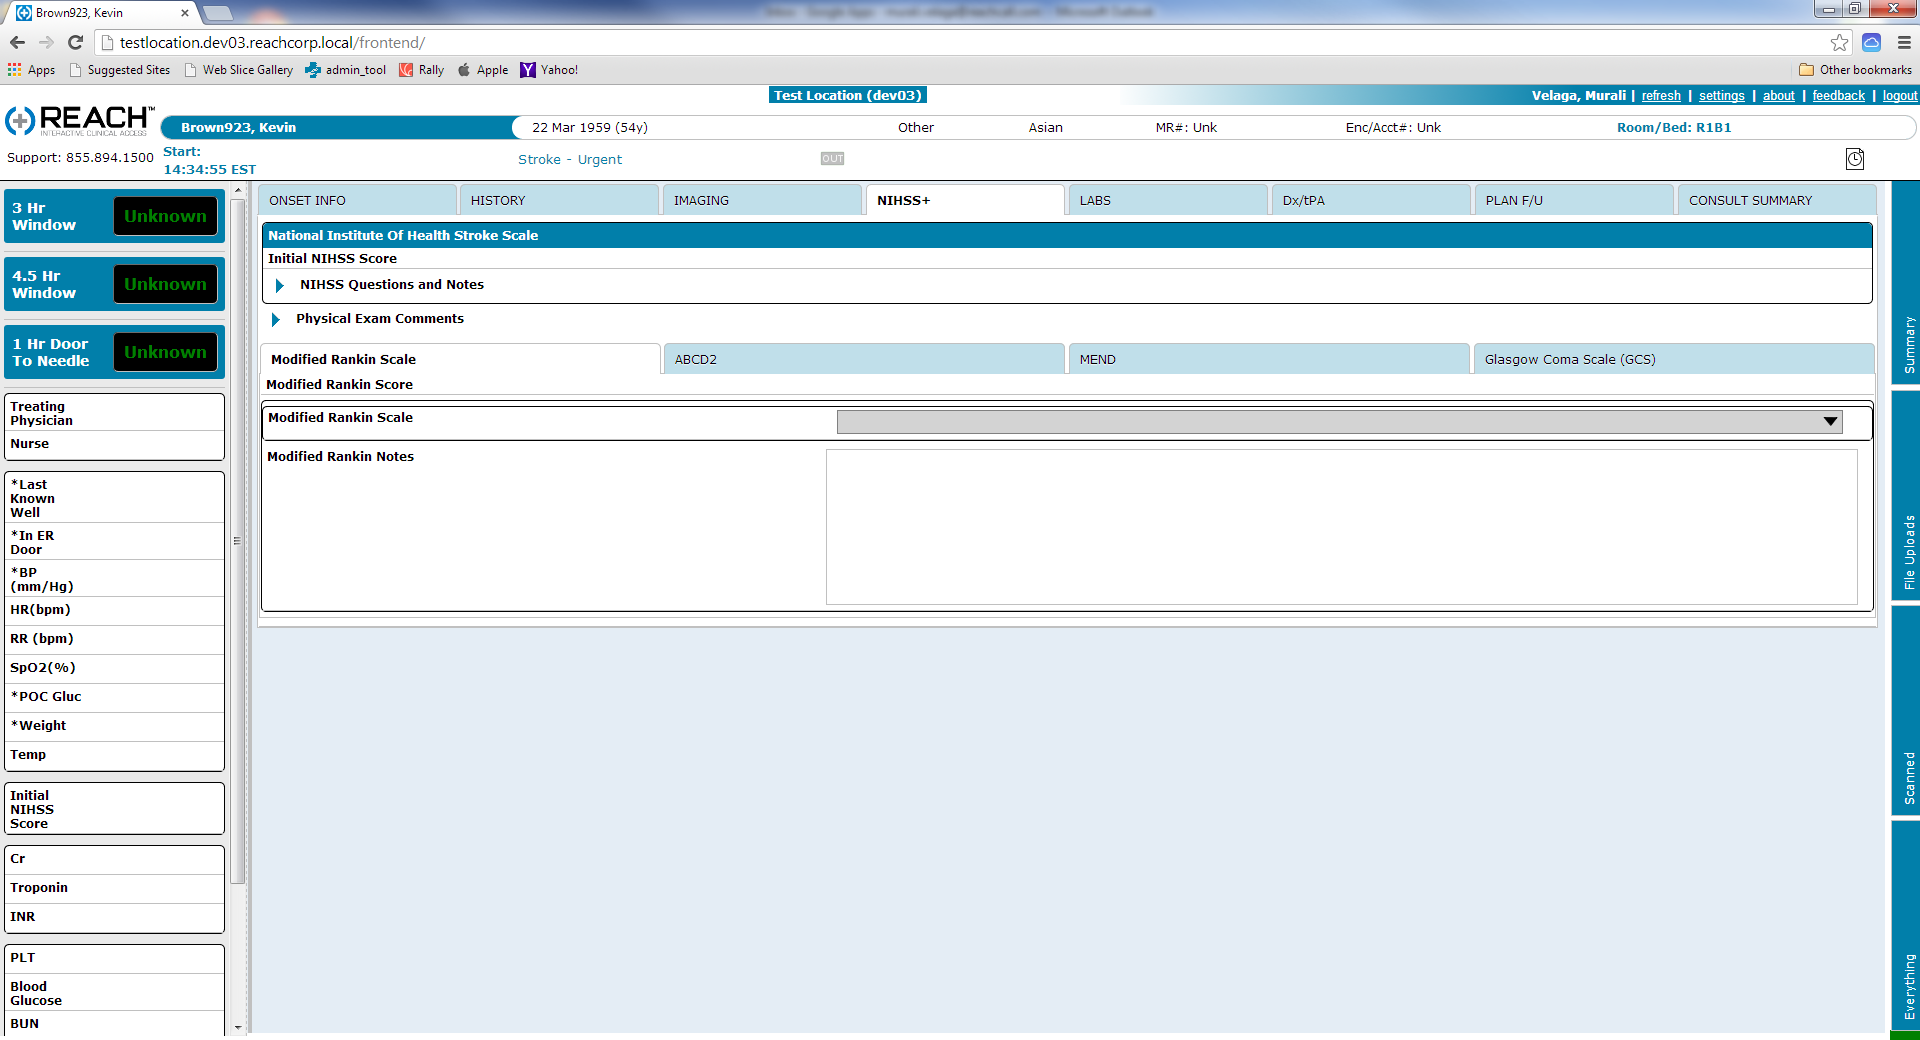 Brown923, Kevin
testlocation.dev03.reachcorp.local/frontend/
Apps Suggested Sites Web Slice Gallery admin_tool Rally Apple Yahoo! Other bookmarks
Test Location (dev03) Velaga, Murali | refresh | settings | about | feedback | logout
REACH™
INTERACTIVE CLINICAL ACCESS
Brown923, Kevin 22 Mar 1959 (54y) Other Asian MR#: Unk Enc/Acct#: Unk Room/Bed: R1B1
Support: 855.894.1500
Start:
14:34:55 EST
Stroke - Urgent OUT
3 Hr
Window
Unknown
4.5 Hr
Window
Unknown
1 Hr Door
To Needle
Unknown
Treating
Physician
Nurse
*Last
Known
Well
*In ER
Door
*BP
(mm/Hg)
HR(bpm)
RR (bpm)
SpO2(%)
*POC Gluc
*Weight
Temp
Initial
NIHSS
Score
Cr
Troponin
INR
PLT
Blood
Glucose
BUN
ONSET INFO HISTORY IMAGING NIHSS+ LABS Dx/tPA PLAN F/U CONSULT SUMMARY
National Institute Of Health Stroke Scale
Initial NIHSS Score
NIHSS Questions and Notes
Physical Exam Comments
Modified Rankin Scale ABCD2 MEND Glasgow Coma Scale (GCS)
Modified Rankin Score
Modified Rankin Scale
Modified Rankin Notes
Summary
File Uploads
Scanned
Everything